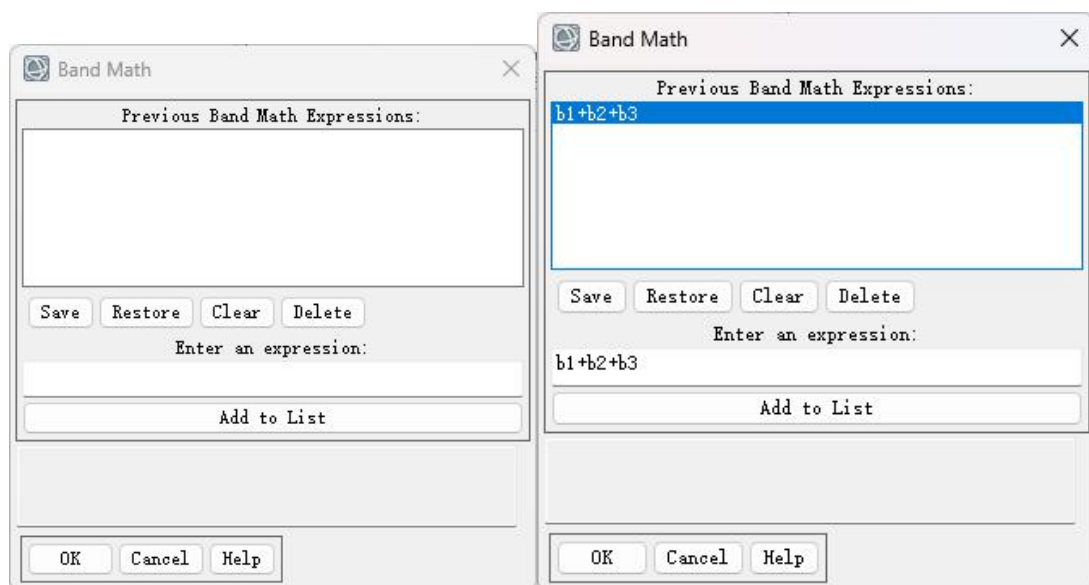 Band Math
Previous Band Math Expressions:
Save Restore Clear Delete
Enter an expression:
Add to List
OK Cancel Help
Band Math
Previous Band Math Expressions:
b1+b2+b3
Save Restore Clear Delete
Enter an expression:
b1+b2+b3
Add to List
OK Cancel Help